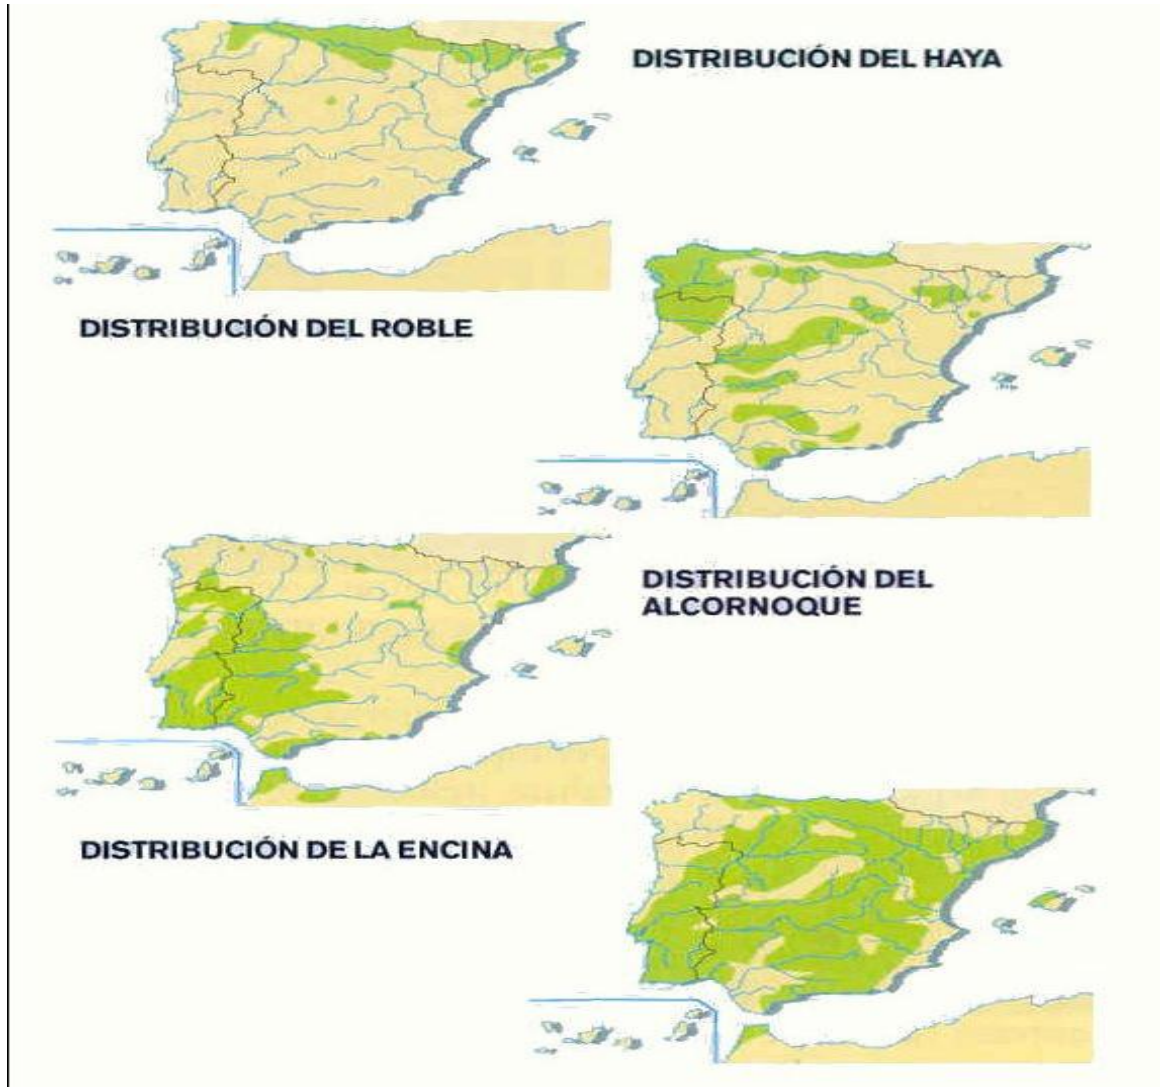 DISTRIBUCIÓN DEL HAYA
DISTRIBUCIÓN DEL ROBLE
DISTRIBUCIÓN DEL
ALCORNOQUE
DISTRIBUCIÓN DE LA ENCINA